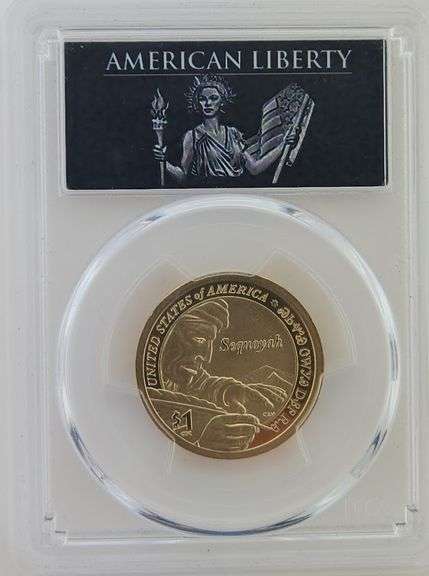 AMERICAN LIBERTY
UNITED STATES of AMERICA
Sequoyah
$1